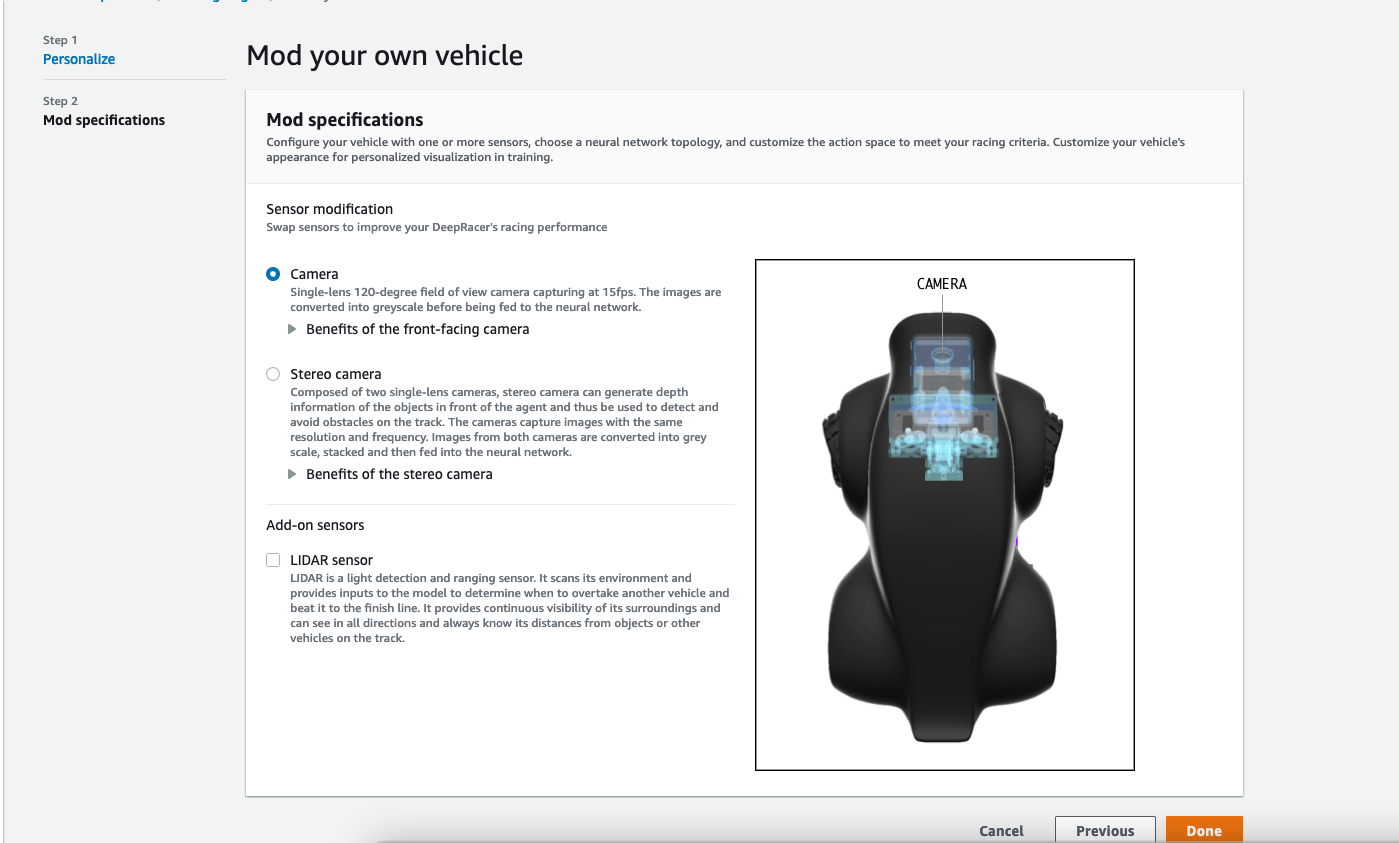 Step 1
Personalize
Step 2
Mod specifications
Mod your own vehicle
Mod specifications
Configure your vehicle with one or more sensors, choose a neural network topology, and customize the action space to meet your racing criteria. Customize your vehicle's
appearance for personalized visualization in training.
Sensor modification
Swap sensors to improve your DeepRacer's racing performance
Camera
Single-lens 120-degree field of view camera capturing at 15fps. The images are
converted into greyscale before being fed to the neural network.
Benefits of the front-facing camera
Stereo camera
Composed of two single-lens cameras, stereo camera can generate depth
information of the objects in front of the agent and thus be used to detect and
avoid obstacles on the track. The cameras capture images with the same
resolution and frequency. Images from both cameras are converted into grey
scale, stacked and then fed into the neural network.
Benefits of the stereo camera
Add-on sensors
LIDAR sensor
LIDAR is a light detection and ranging sensor. It scans its environment and
provides inputs to the model to determine when to overtake another vehicle and
beat it to the finish line. It provides continuous visibility of its surroundings and
can see in all directions and always know its distances from objects or other
vehicles on the track.
CAMERA
Cancel
Previous
Done